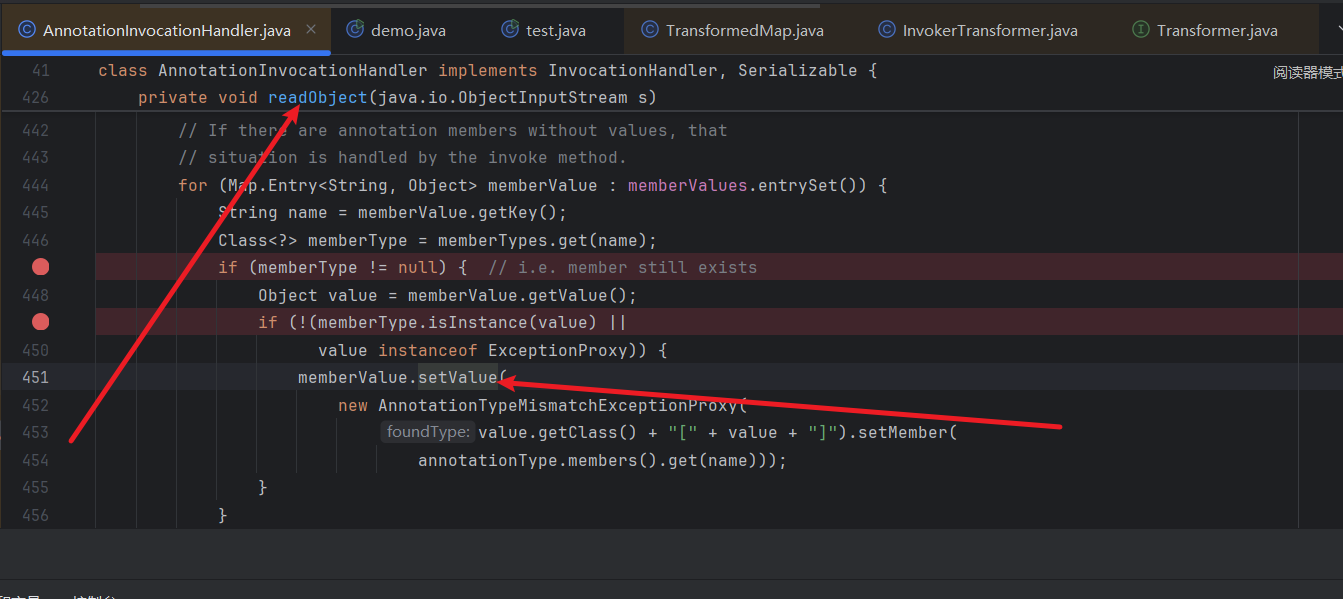 AnnotationInvocationHandler.java
demo.java
test.java
TransformedMap.java
InvokerTransformer.java
Transformer.java
41 class AnnotationInvocationHandler implements InvocationHandler, Serializable {
阅读器模式
426 private void readObject(java.io.ObjectInputStream s)
442 // If there are annotation members without values, that
443 // situation is handled by the invoke method.
444 for (Map.Entry<String, Object> memberValue : memberValues.entrySet()) {
445 String name = memberValue.getKey();
446 Class<?> memberType = memberTypes.get(name);
if (memberType != null) { // i.e. member still exists
448 Object value = memberValue.getValue();
if (!(memberType.isInstance(value) ||
450 value instanceof ExceptionProxy)) {
451 memberValue.setValue(
452 new AnnotationTypeMismatchExceptionProxy(
453 foundType: value.getClass() + "[" + value + "]").setMember(
454 annotationType.members().get(name)));
455 }
456 }